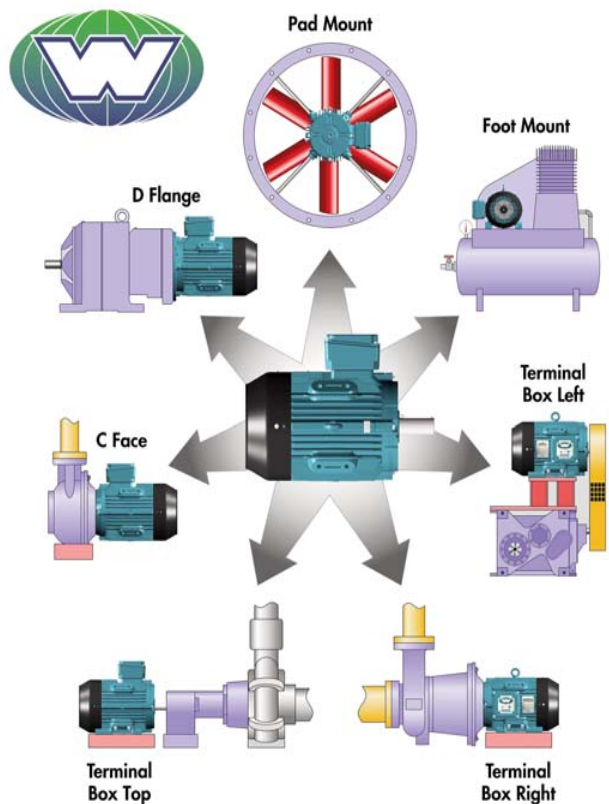 W
Pad Mount
Foot Mount
D Flange
Terminal
Box Left
C Face
Terminal
Box Top
Terminal
Box Right